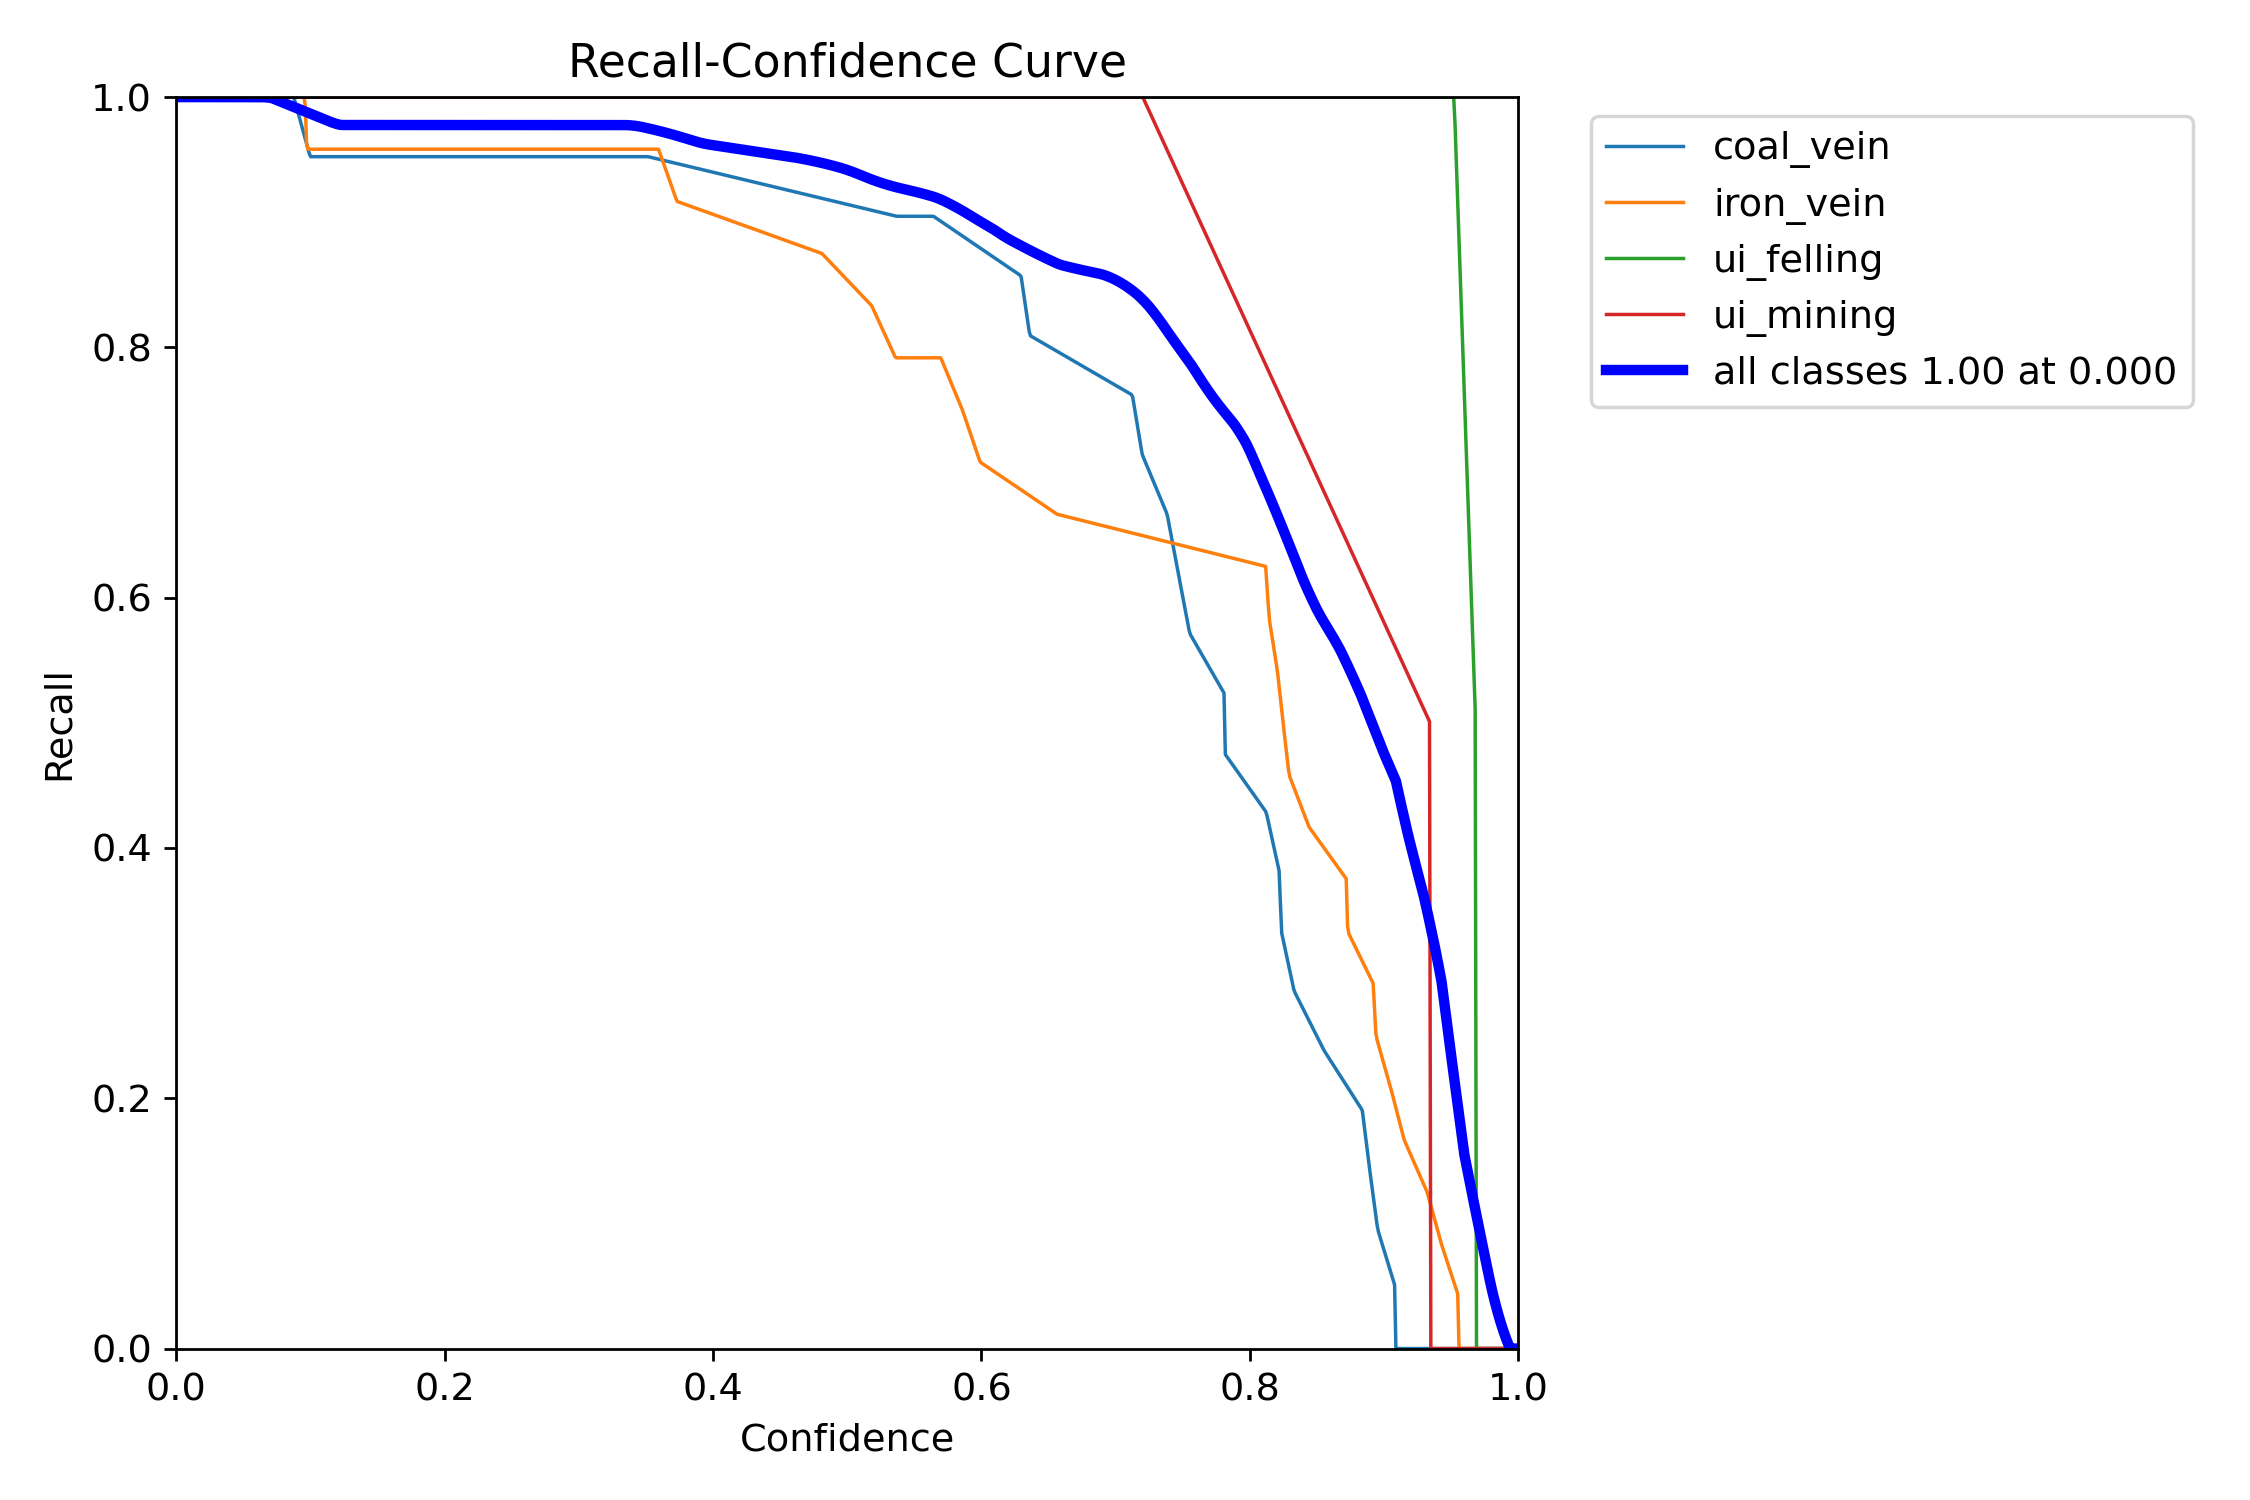 Recall-Confidence Curve
1.0
0.8
0.6
0.4
0.2
0.0
Recall
0.0 0.2 0.4 0.6 0.8 1.0
Confidence
coal_vein
iron_vein
ui_felling
ui_mining
all classes 1.00 at 0.000